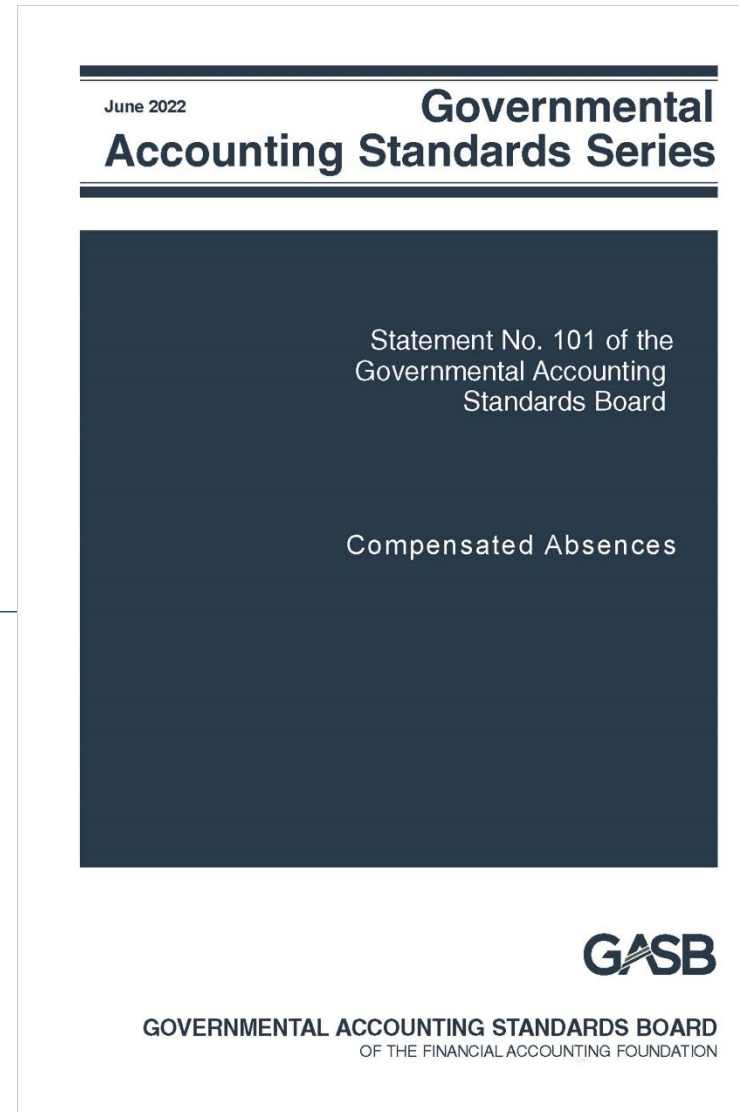 June 2022
Governmental
Accounting Standards Series
Statement No. 101 of the
Governmental Accounting
Standards Board
Compensated Absences
GASB
GOVERNMENTAL ACCOUNTING STANDARDS BOARD
OF THE FINANCIAL ACCOUNTING FOUNDATION